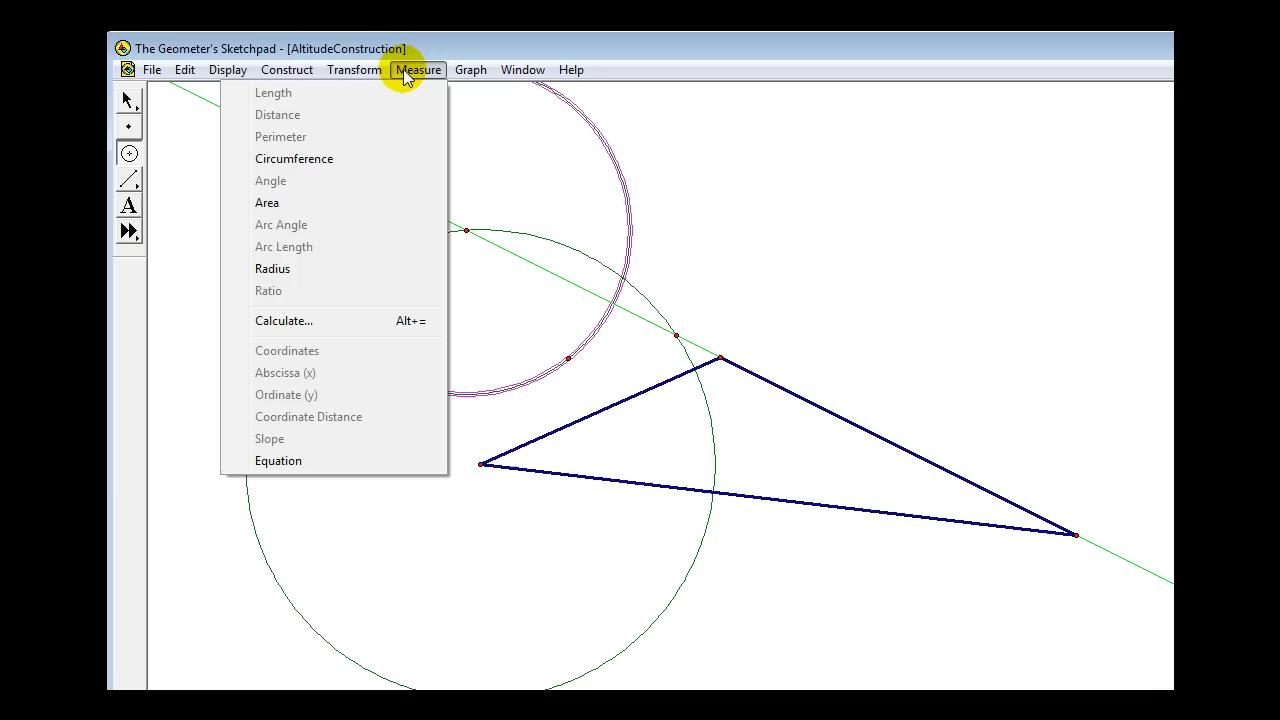 The Geometer's Sketchpad - [AltitudeConstruction]
File Edit Display Construct Transform Measure Graph Window Help
Length
Distance
Perimeter
Circumference
Angle
Area
Arc Angle
Arc Length
Radius
Ratio
Calculate... Alt+=
Coordinates
Abscissa (x)
Ordinate (y)
Coordinate Distance
Slope
Equation
A